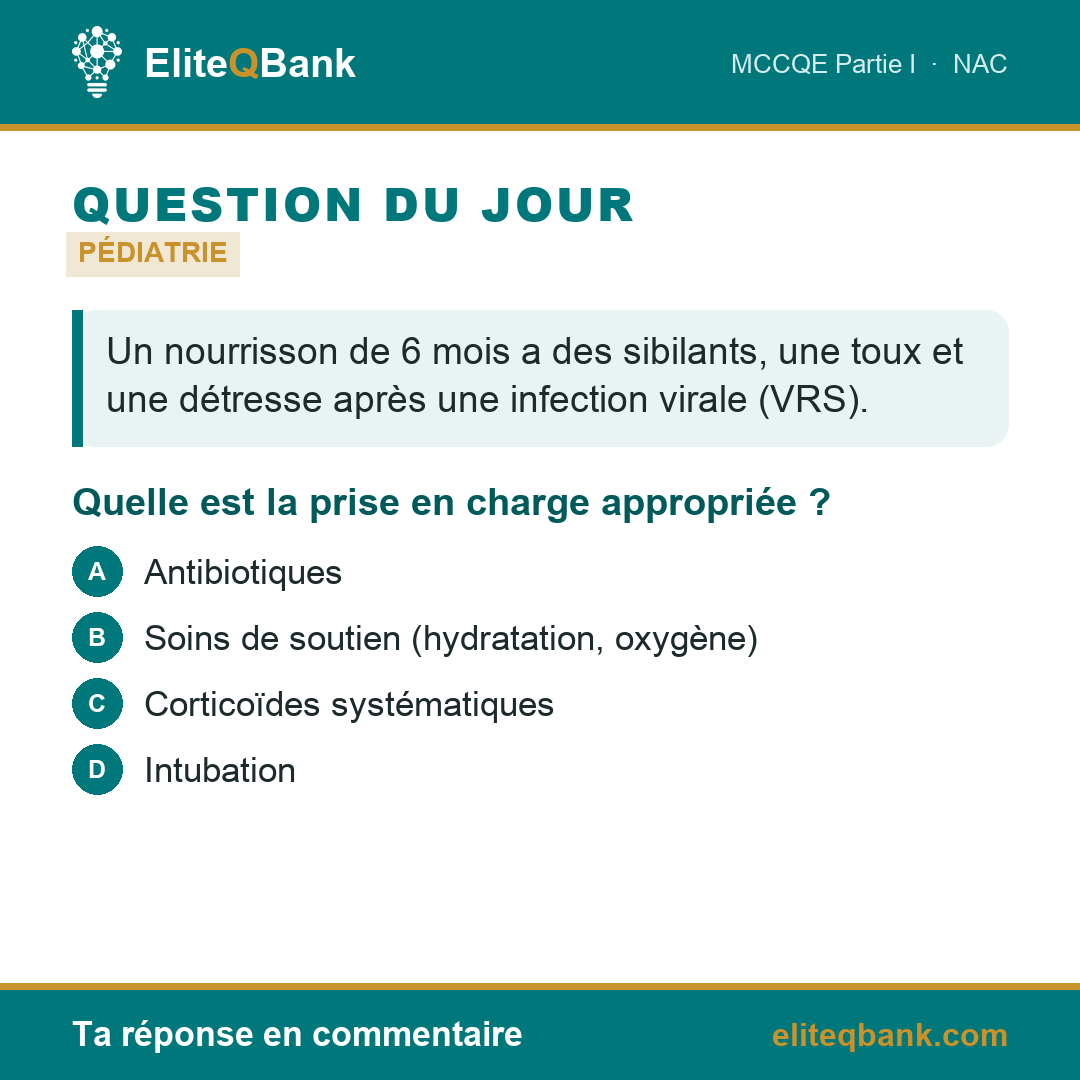 EliteQBank
MCCQE Partie I · NAC
QUESTION DU JOUR
PÉDIATRIE
Un nourrisson de 6 mois a des sibilants, une toux et
une détresse après une infection virale (VRS).
Quelle est la prise en charge appropriée ?
A Antibiotiques
B Soins de soutien (hydratation, oxygène)
C Corticoïdes systématiques
D Intubation
Ta réponse en commentaire
eliteqbank.com